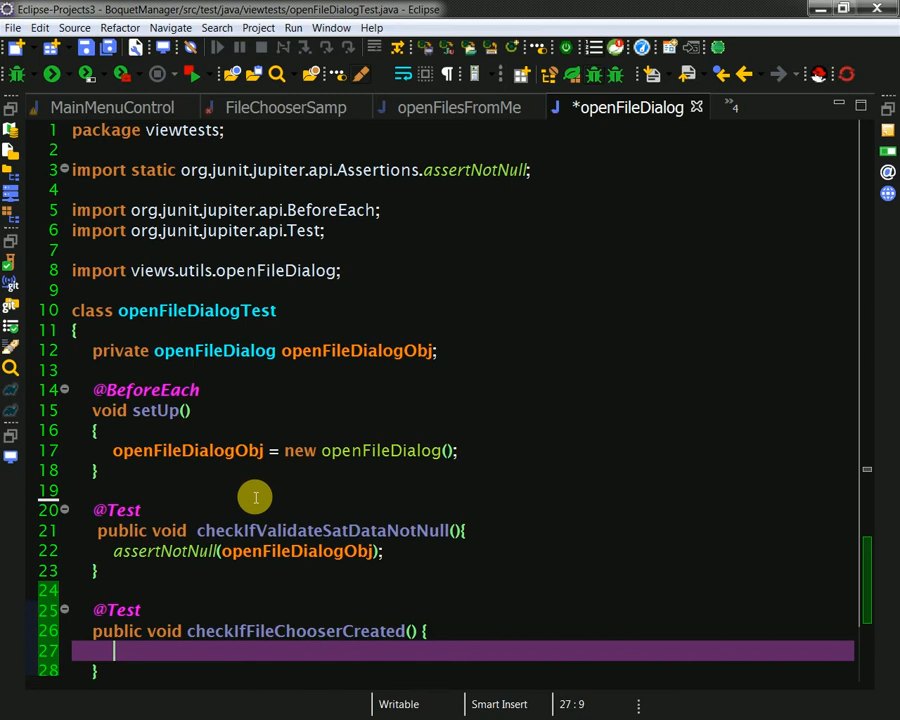 Eclipse-Projects3 - BoquetManager/src/test/java/viewtests/openFileDialogTest.java - Eclipse
File Edit Source Refactor Navigate Search Project Run Window Help
MainMenuControl FileChooserSamp openFilesFromMe *openFileDialog »4
1 package viewtests;
2
3 import static org.junit.jupiter.api.Assertions.assertNotNull;
4
5 import org.junit.jupiter.api.BeforeEach;
6 import org.junit.jupiter.api.Test;
7
8 import views.utils.openFileDialog;
9
10 class openFileDialogTest
11 {
12 private openFileDialog openFileDialogObj;
13
14 @BeforeEach
15 void setUp()
16 {
17 openFileDialogObj = new openFileDialog();
18 }
19
20 @Test
21 public void checkIfValidateSatDataNotNull(){
22 assertNotNull(openFileDialogObj);
23 }
24
25 @Test
26 public void checkIfFileChooserCreated() {
27
28 }
Writable Smart Insert 27 : 9